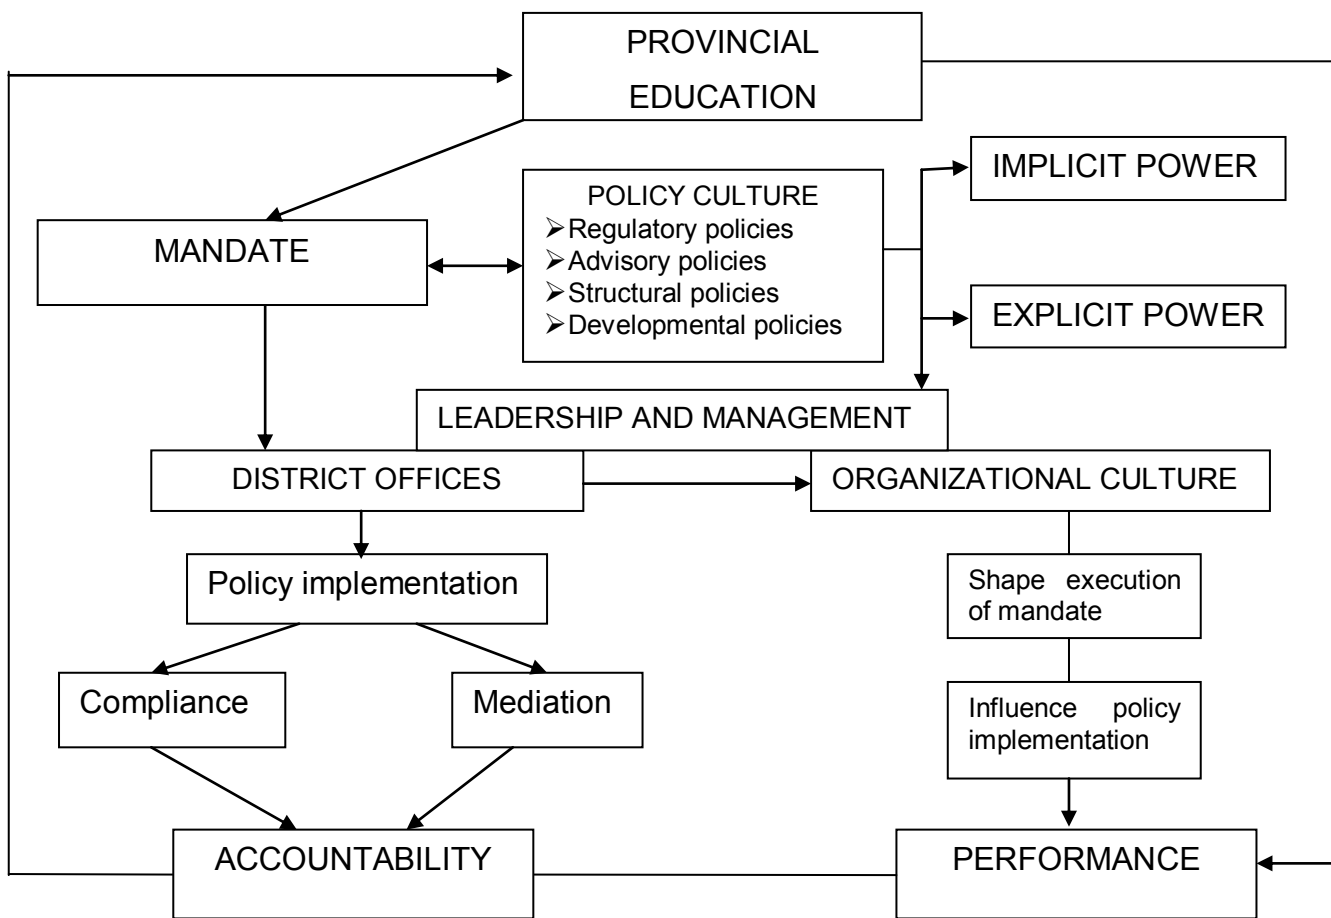 PROVINCIAL
EDUCATION
IMPLICIT POWER
POLICY CULTURE
➢Regulatory policies
➢Advisory policies
➢Structural policies
➢Developmental policies
MANDATE
EXPLICIT POWER
LEADERSHIP AND MANAGEMENT
DISTRICT OFFICES
ORGANIZATIONAL CULTURE
Policy implementation
Shape execution
of mandate
Compliance
Mediation
Influence policy
implementation
ACCOUNTABILITY
PERFORMANCE